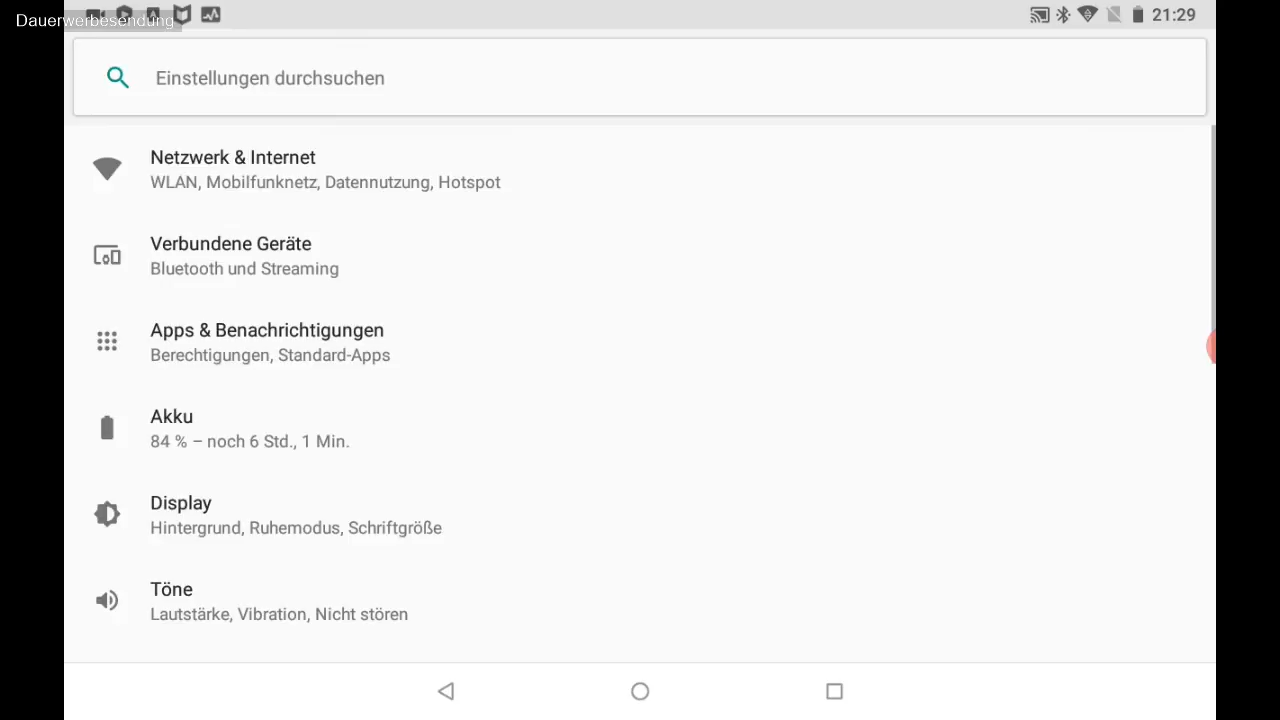 Dauerwerbesendung
21:29
Einstellungen durchsuchen
Netzwerk & Internet
WLAN, Mobilfunknetz, Datennutzung, Hotspot
Verbundene Geräte
Bluetooth und Streaming
Apps & Benachrichtigungen
Berechtigungen, Standard-Apps
Akku
84 % – noch 6 Std., 1 Min.
Display
Hintergrund, Ruhemodus, Schriftgröße
Töne
Lautstärke, Vibration, Nicht stören